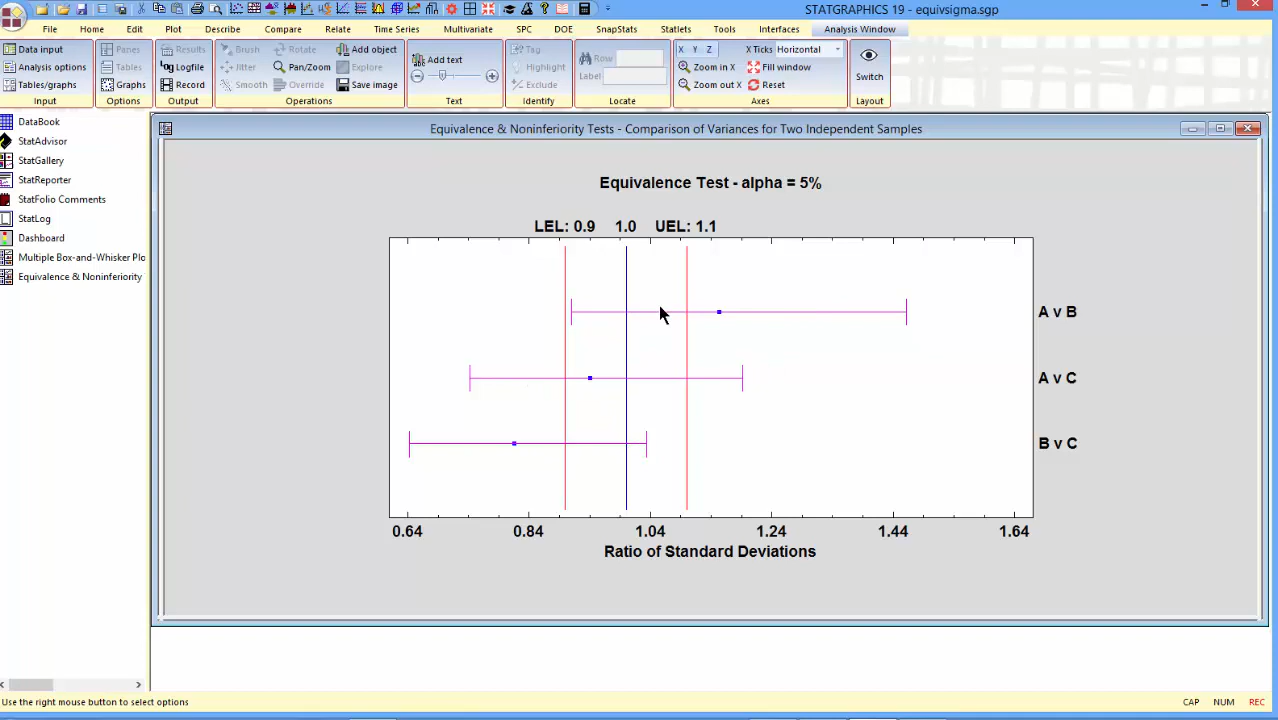 STATGRAPHICS 19 - equivsigma.sgp
File Home Edit Plot Describe Compare Relate Time Series Multivariate SPC DOE SnapStats Statlets Tools Interfaces Analysis Window
Data input Panes Results Brush Rotate Add object Add text Tag Row X Y Z X Ticks Horizontal
Analysis options Tables Logfile Jitter Pan/Zoom Explore Highlight Label Zoom in X Fill window Switch
Tables/graphs Graphs Record Smooth Override Save image Exclude Zoom out X Reset
Input Options Output Operations Text Identify Locate Axes Layout
DataBook
StatAdvisor
StatGallery
StatReporter
StatFolio Comments
StatLog
Dashboard
Multiple Box-and-Whisker Plo
Equivalence & Noninferiority
Equivalence & Noninferiority Tests - Comparison of Variances for Two Independent Samples
Equivalence Test - alpha = 5%
LEL: 0.9 1.0 UEL: 1.1
A v B
A v C
B v C
0.64 0.84 1.04 1.24 1.44 1.64
Ratio of Standard Deviations
Use the right mouse button to select options CAP NUM REC